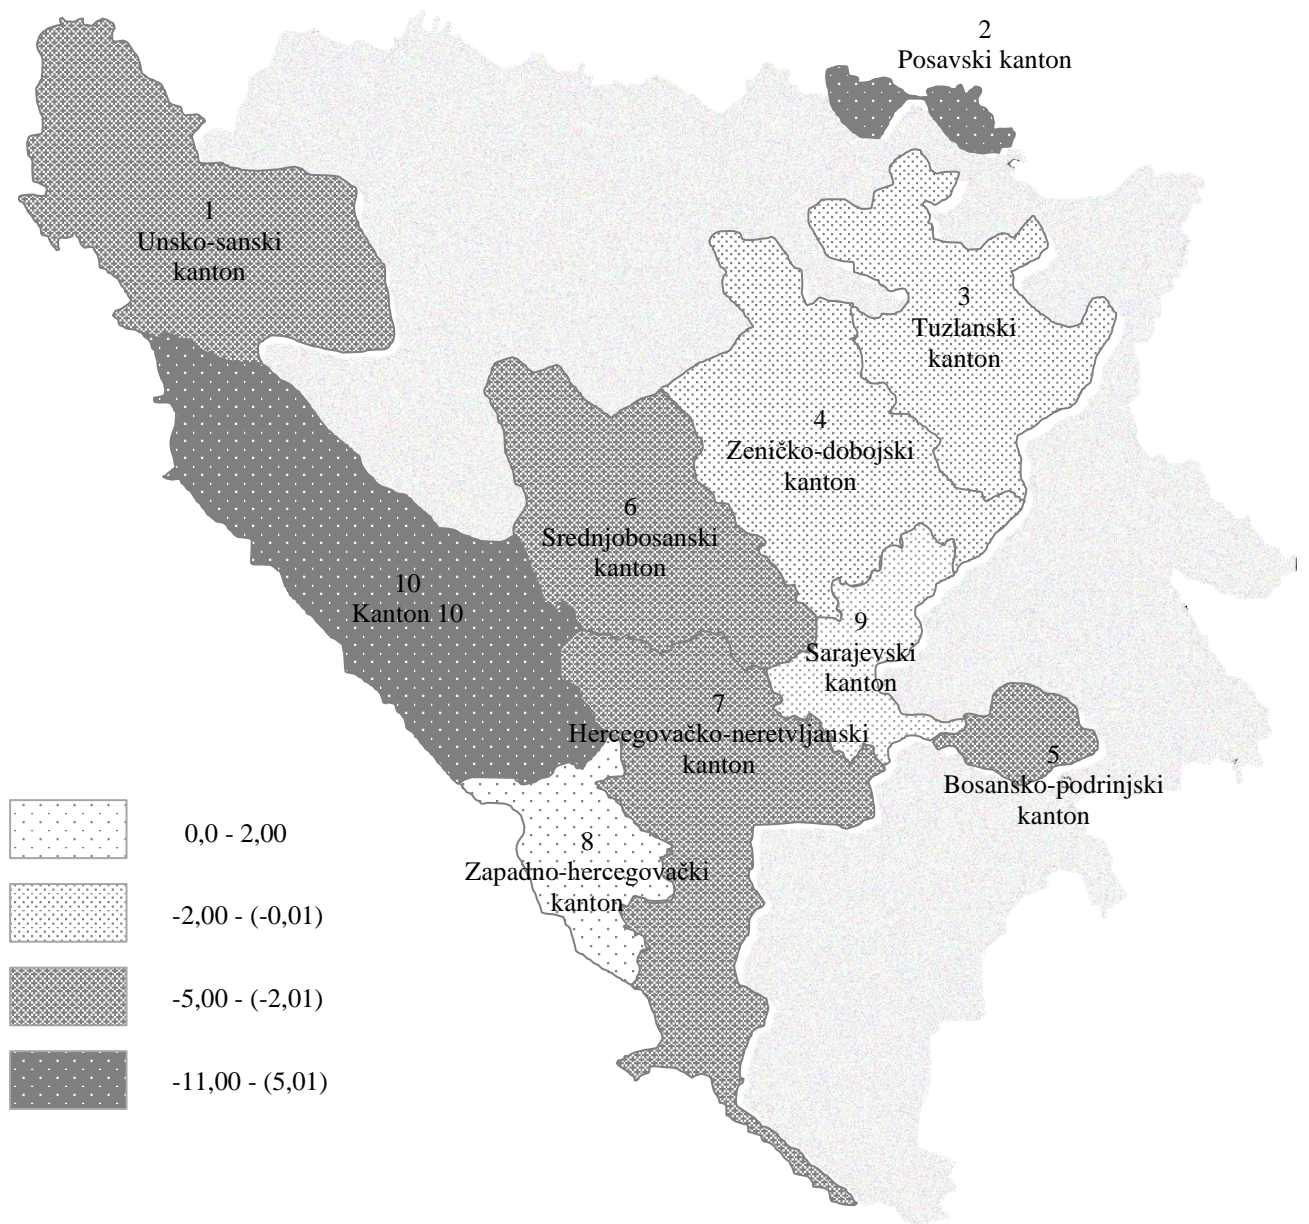 2
Posavski kanton
1
Unsko-sanski
kanton
3
Tuzlanski
kanton
4
Zeničko-dobojski
kanton
6
Srednjobosanski
kanton
10
Kanton 10
9
Sarajevski
kanton
7
Hercegovačko-neretvljanski
kanton
5
Bosansko-podrinjski
kanton
8
Zapadno-hercegovački
kanton
0,0 - 2,00
-2,00 - (-0,01)
-5,00 - (-2,01)
-11,00 - (5,01)